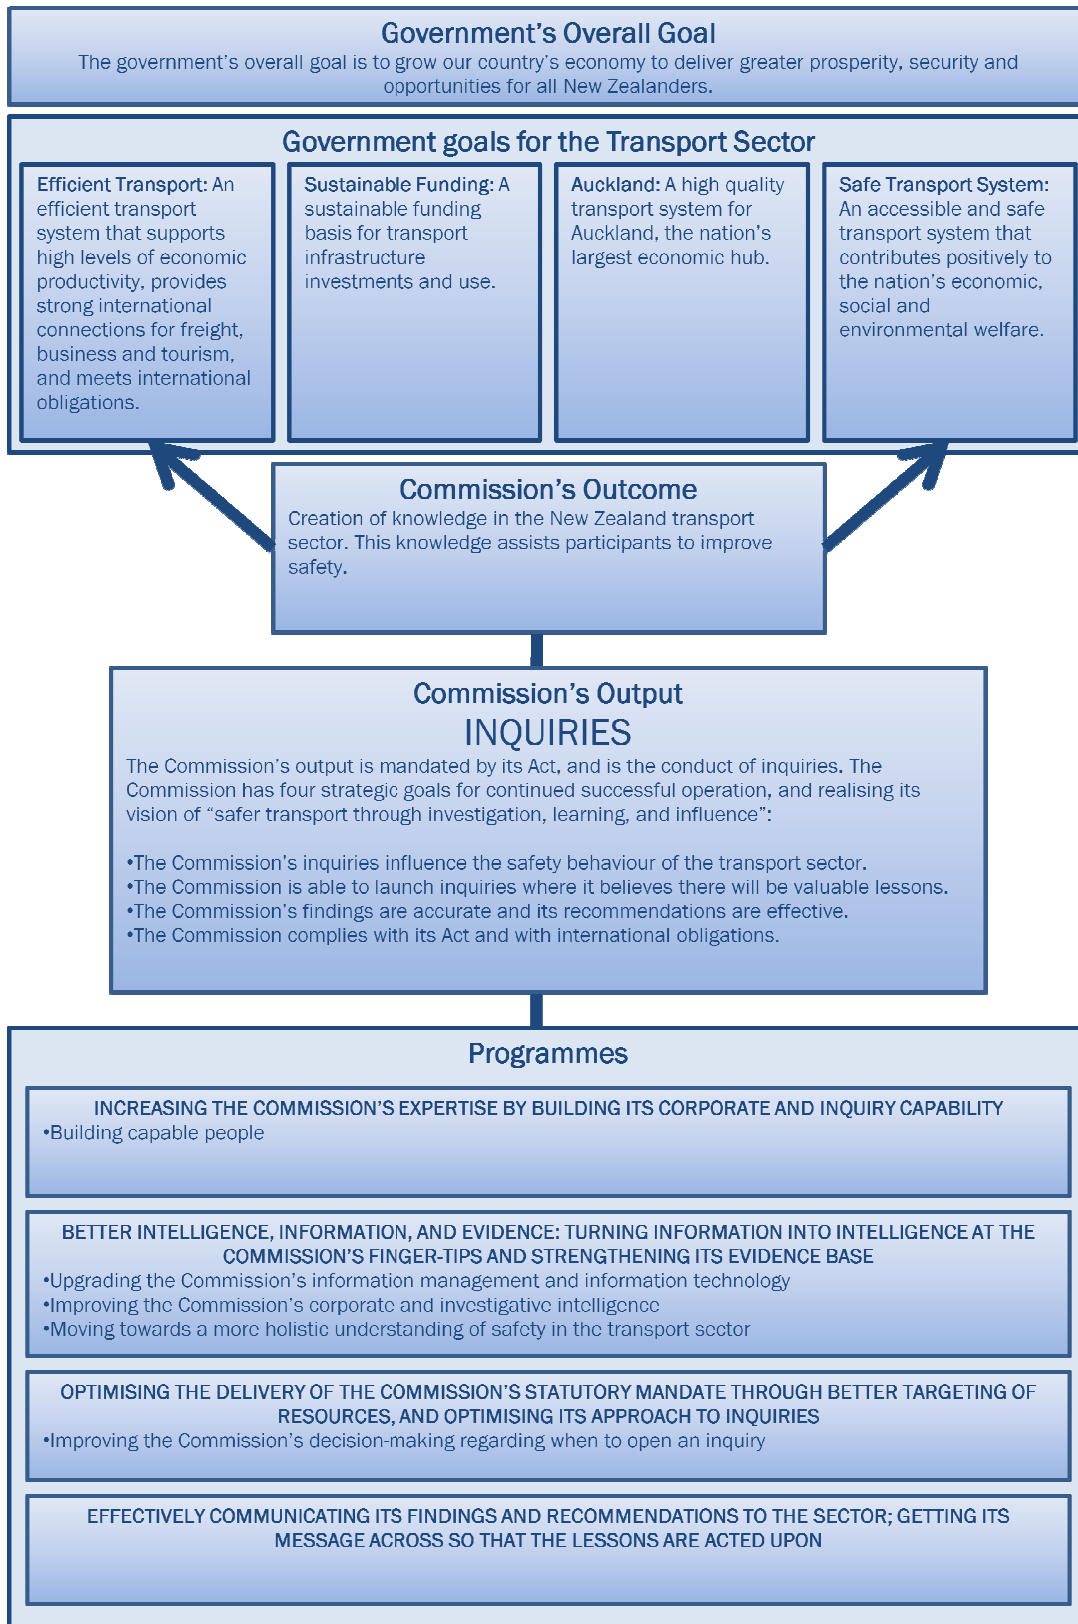 Government’s Overall Goal
The government’s overall goal is to grow our country’s economy to deliver greater prosperity, security and
opportunities for all New Zealanders.
Government goals for the Transport Sector
Efficient Transport: An
efficient transport
system that supports
high levels of economic
productivity, provides
strong international
connections for freight,
business and tourism,
and meets international
obligations.
Sustainable Funding: A
sustainable funding
basis for transport
infrastructure
investments and use.
Auckland: A high quality
transport system for
Auckland, the nation’s
largest economic hub.
Safe Transport System:
An accessible and safe
transport system that
contributes positively to
the nation’s economic,
social and
environmental welfare.
Commission’s Outcome
Creation of knowledge in the New Zealand transport
sector. This knowledge assists participants to improve
safety.
Commission’s Output
INQUIRIES
The Commission’s output is mandated by its Act, and is the conduct of inquiries. The
Commission has four strategic goals for continued successful operation, and realising its
vision of “safer transport through investigation, learning, and influence”:
•The Commission’s inquiries influence the safety behaviour of the transport sector.
•The Commission is able to launch inquiries where it believes there will be valuable lessons.
•The Commission’s findings are accurate and its recommendations are effective.
•The Commission complies with its Act and with international obligations.
Programmes
INCREASING THE COMMISSION’S EXPERTISE BY BUILDING ITS CORPORATE AND INQUIRY CAPABILITY
•Building capable people
BETTER INTELLIGENCE, INFORMATION, AND EVIDENCE: TURNING INFORMATION INTO INTELLIGENCE AT THE
COMMISSION’S FINGER-TIPS AND STRENGTHENING ITS EVIDENCE BASE
•Upgrading the Commission’s information management and information technology
•Improving the Commission’s corporate and investigative intelligence
•Moving towards a more holistic understanding of safety in the transport sector
OPTIMISING THE DELIVERY OF THE COMMISSION’S STATUTORY MANDATE THROUGH BETTER TARGETING OF
RESOURCES, AND OPTIMISING ITS APPROACH TO INQUIRIES
•Improving the Commission’s decision-making regarding when to open an inquiry
EFFECTIVELY COMMUNICATING ITS FINDINGS AND RECOMMENDATIONS TO THE SECTOR; GETTING ITS
MESSAGE ACROSS SO THAT THE LESSONS ARE ACTED UPON